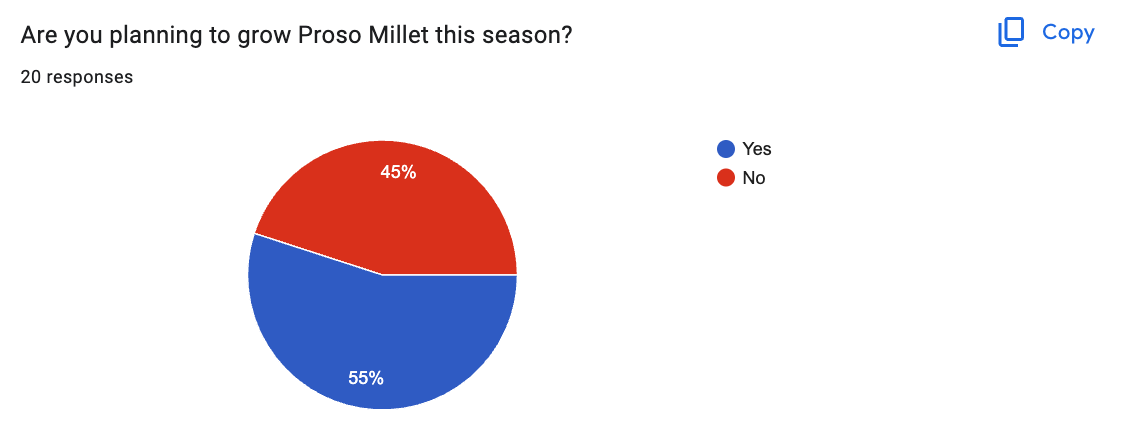 Are you planning to grow Proso Millet this season?
Copy
20 responses
45%
55%
Yes
No